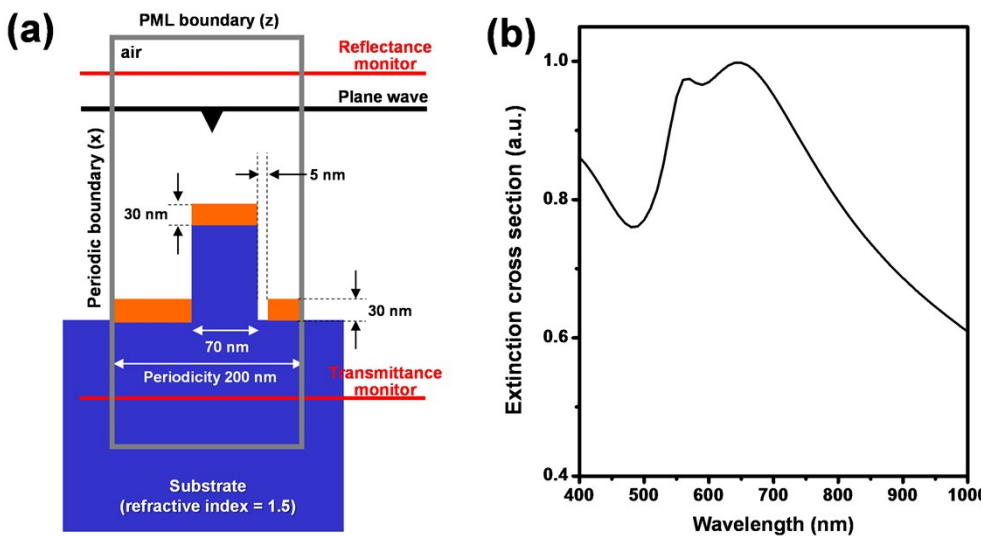 (a)
PML boundary (z)
air
Reflectance
monitor
Plane wave
Periodic boundary (x)
5 nm
30 nm
30 nm
70 nm
Periodicity 200 nm
Transmittance
monitor
Substrate
(refractive index = 1.5)
(b)
Extinction cross section (a.u.)
1.0
0.8
0.6
0.4
400 500 600 700 800 900 1000
Wavelength (nm)